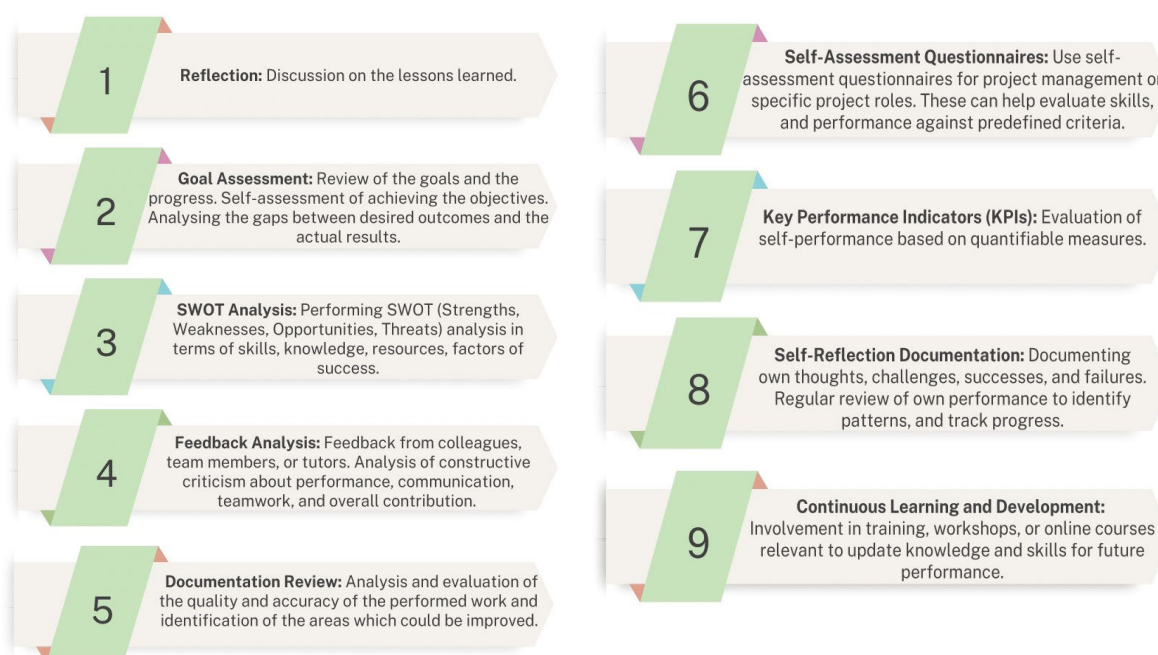 1
Reflection: Discussion on the lessons learned.
2
Goal Assessment: Review of the goals and the
progress. Self-assessment of achieving the objectives.
Analysing the gaps between desired outcomes and the
actual results.
3
SWOT Analysis: Performing SWOT (Strengths,
Weaknesses, Opportunities, Threats) analysis in
terms of skills, knowledge, resources, factors of
success.
4
Feedback Analysis: Feedback from colleagues,
team members, or tutors. Analysis of constructive
criticism about performance, communication,
teamwork, and overall contribution.
5
Documentation Review: Analysis and evaluation of
the quality and accuracy of the performed work and
identification of the areas which could be improved.
6
Self-Assessment Questionnaires: Use self-
assessment questionnaires for project management or
specific project roles. These can help evaluate skills,
and performance against predefined criteria.
7
Key Performance Indicators (KPIs): Evaluation of
self-performance based on quantifiable measures.
8
Self-Reflection Documentation: Documenting
own thoughts, challenges, successes, and failures.
Regular review of own performance to identify
patterns, and track progress.
9
Continuous Learning and Development:
Involvement in training, workshops, or online courses
relevant to update knowledge and skills for future
performance.